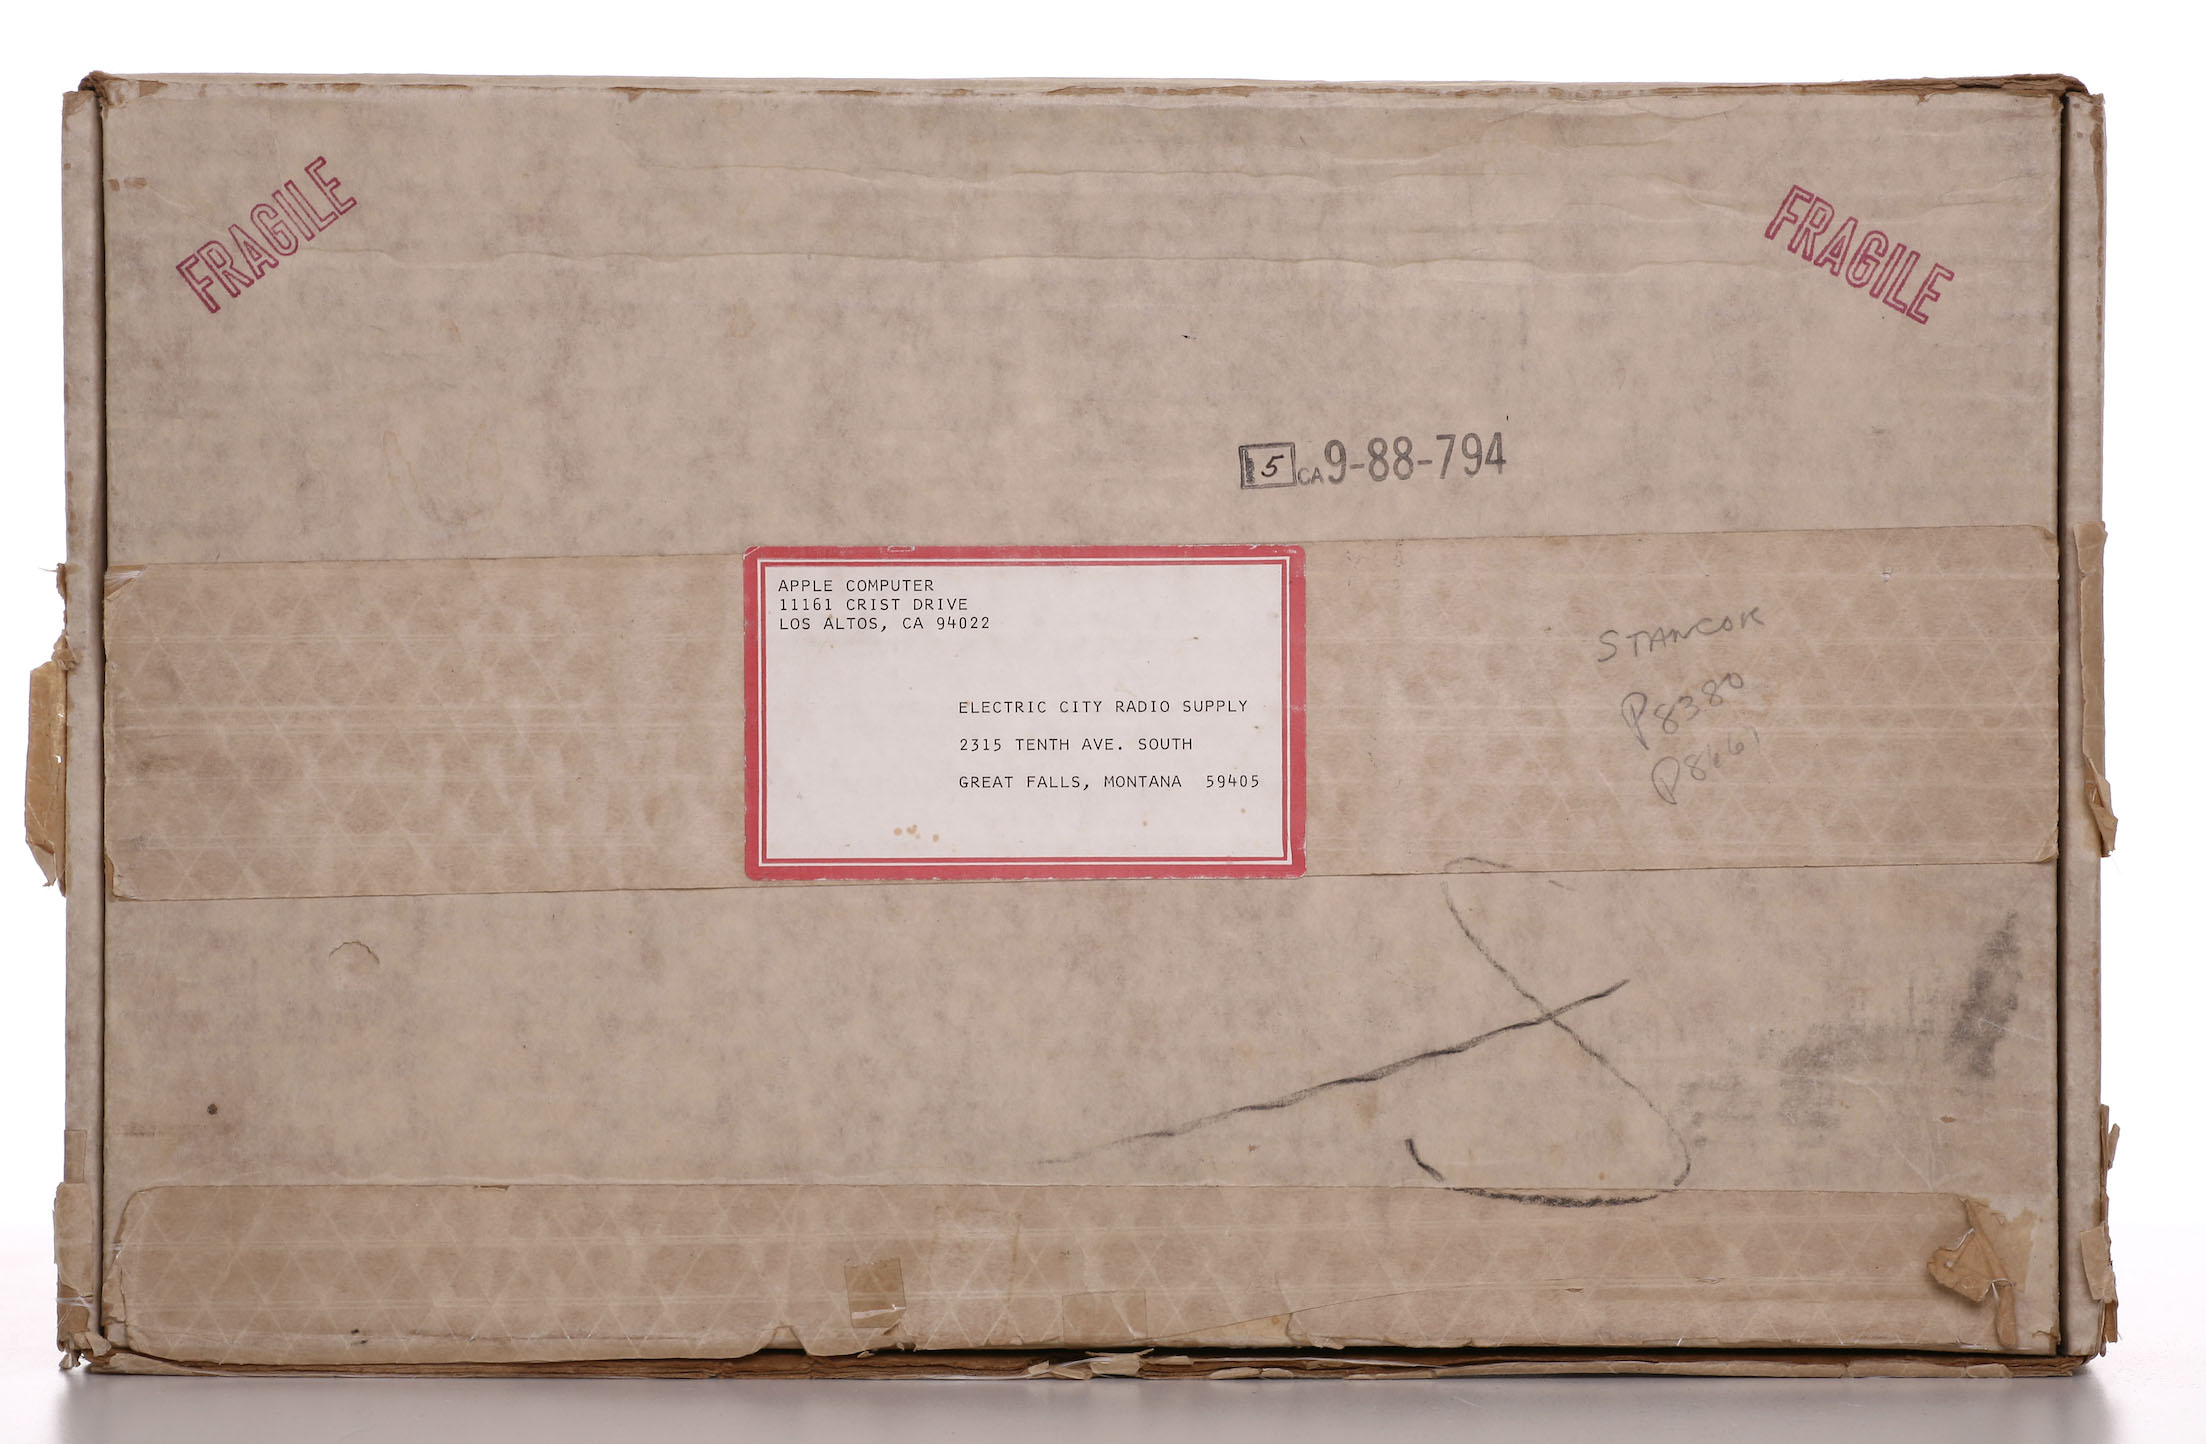 FRAGILE
FRAGILE
5 CA 9-88-794
APPLE COMPUTER
11161 CRIST DRIVE
LOS ALTOS, CA 94022
ELECTRIC CITY RADIO SUPPLY
2315 TENTH AVE. SOUTH
GREAT FALLS, MONTANA 59405
STANCOR
P8380